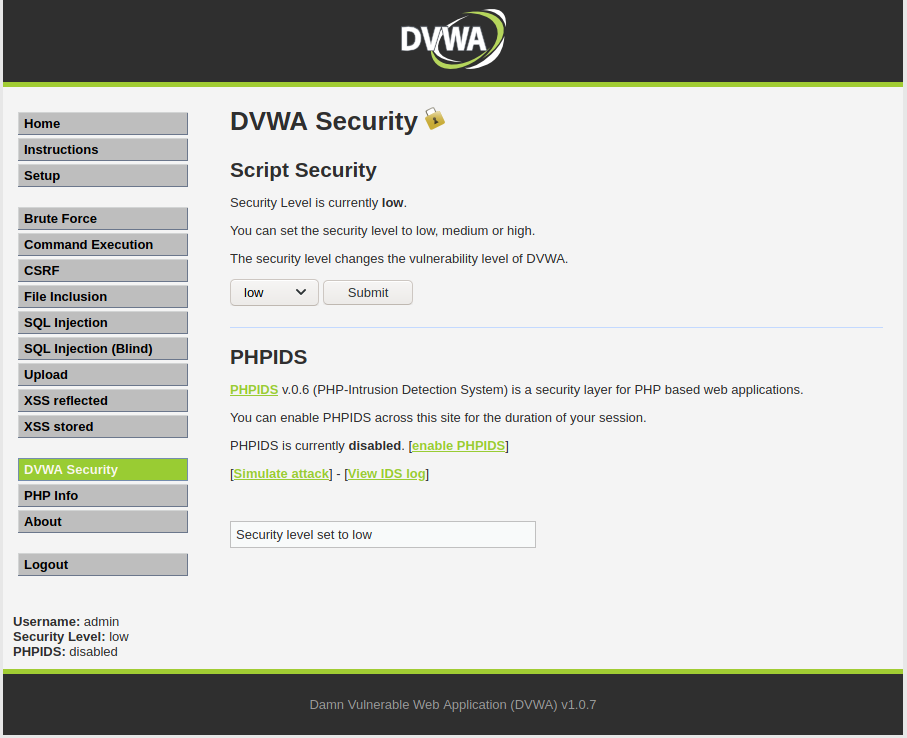 DVWA
Home
Instructions
Setup
Brute Force
Command Execution
CSRF
File Inclusion
SQL Injection
SQL Injection (Blind)
Upload
XSS reflected
XSS stored
DVWA Security
PHP Info
About
Logout
Username: admin
Security Level: low
PHPIDS: disabled
DVWA Security
Script Security
Security Level is currently low.
You can set the security level to low, medium or high.
The security level changes the vulnerability level of DVWA.
low Submit
PHPIDS
PHPIDS v.0.6 (PHP-Intrusion Detection System) is a security layer for PHP based web applications.
You can enable PHPIDS across this site for the duration of your session.
PHPIDS is currently disabled. [enable PHPIDS]
[Simulate attack] - [View IDS log]
Security level set to low
Damn Vulnerable Web Application (DVWA) v1.0.7